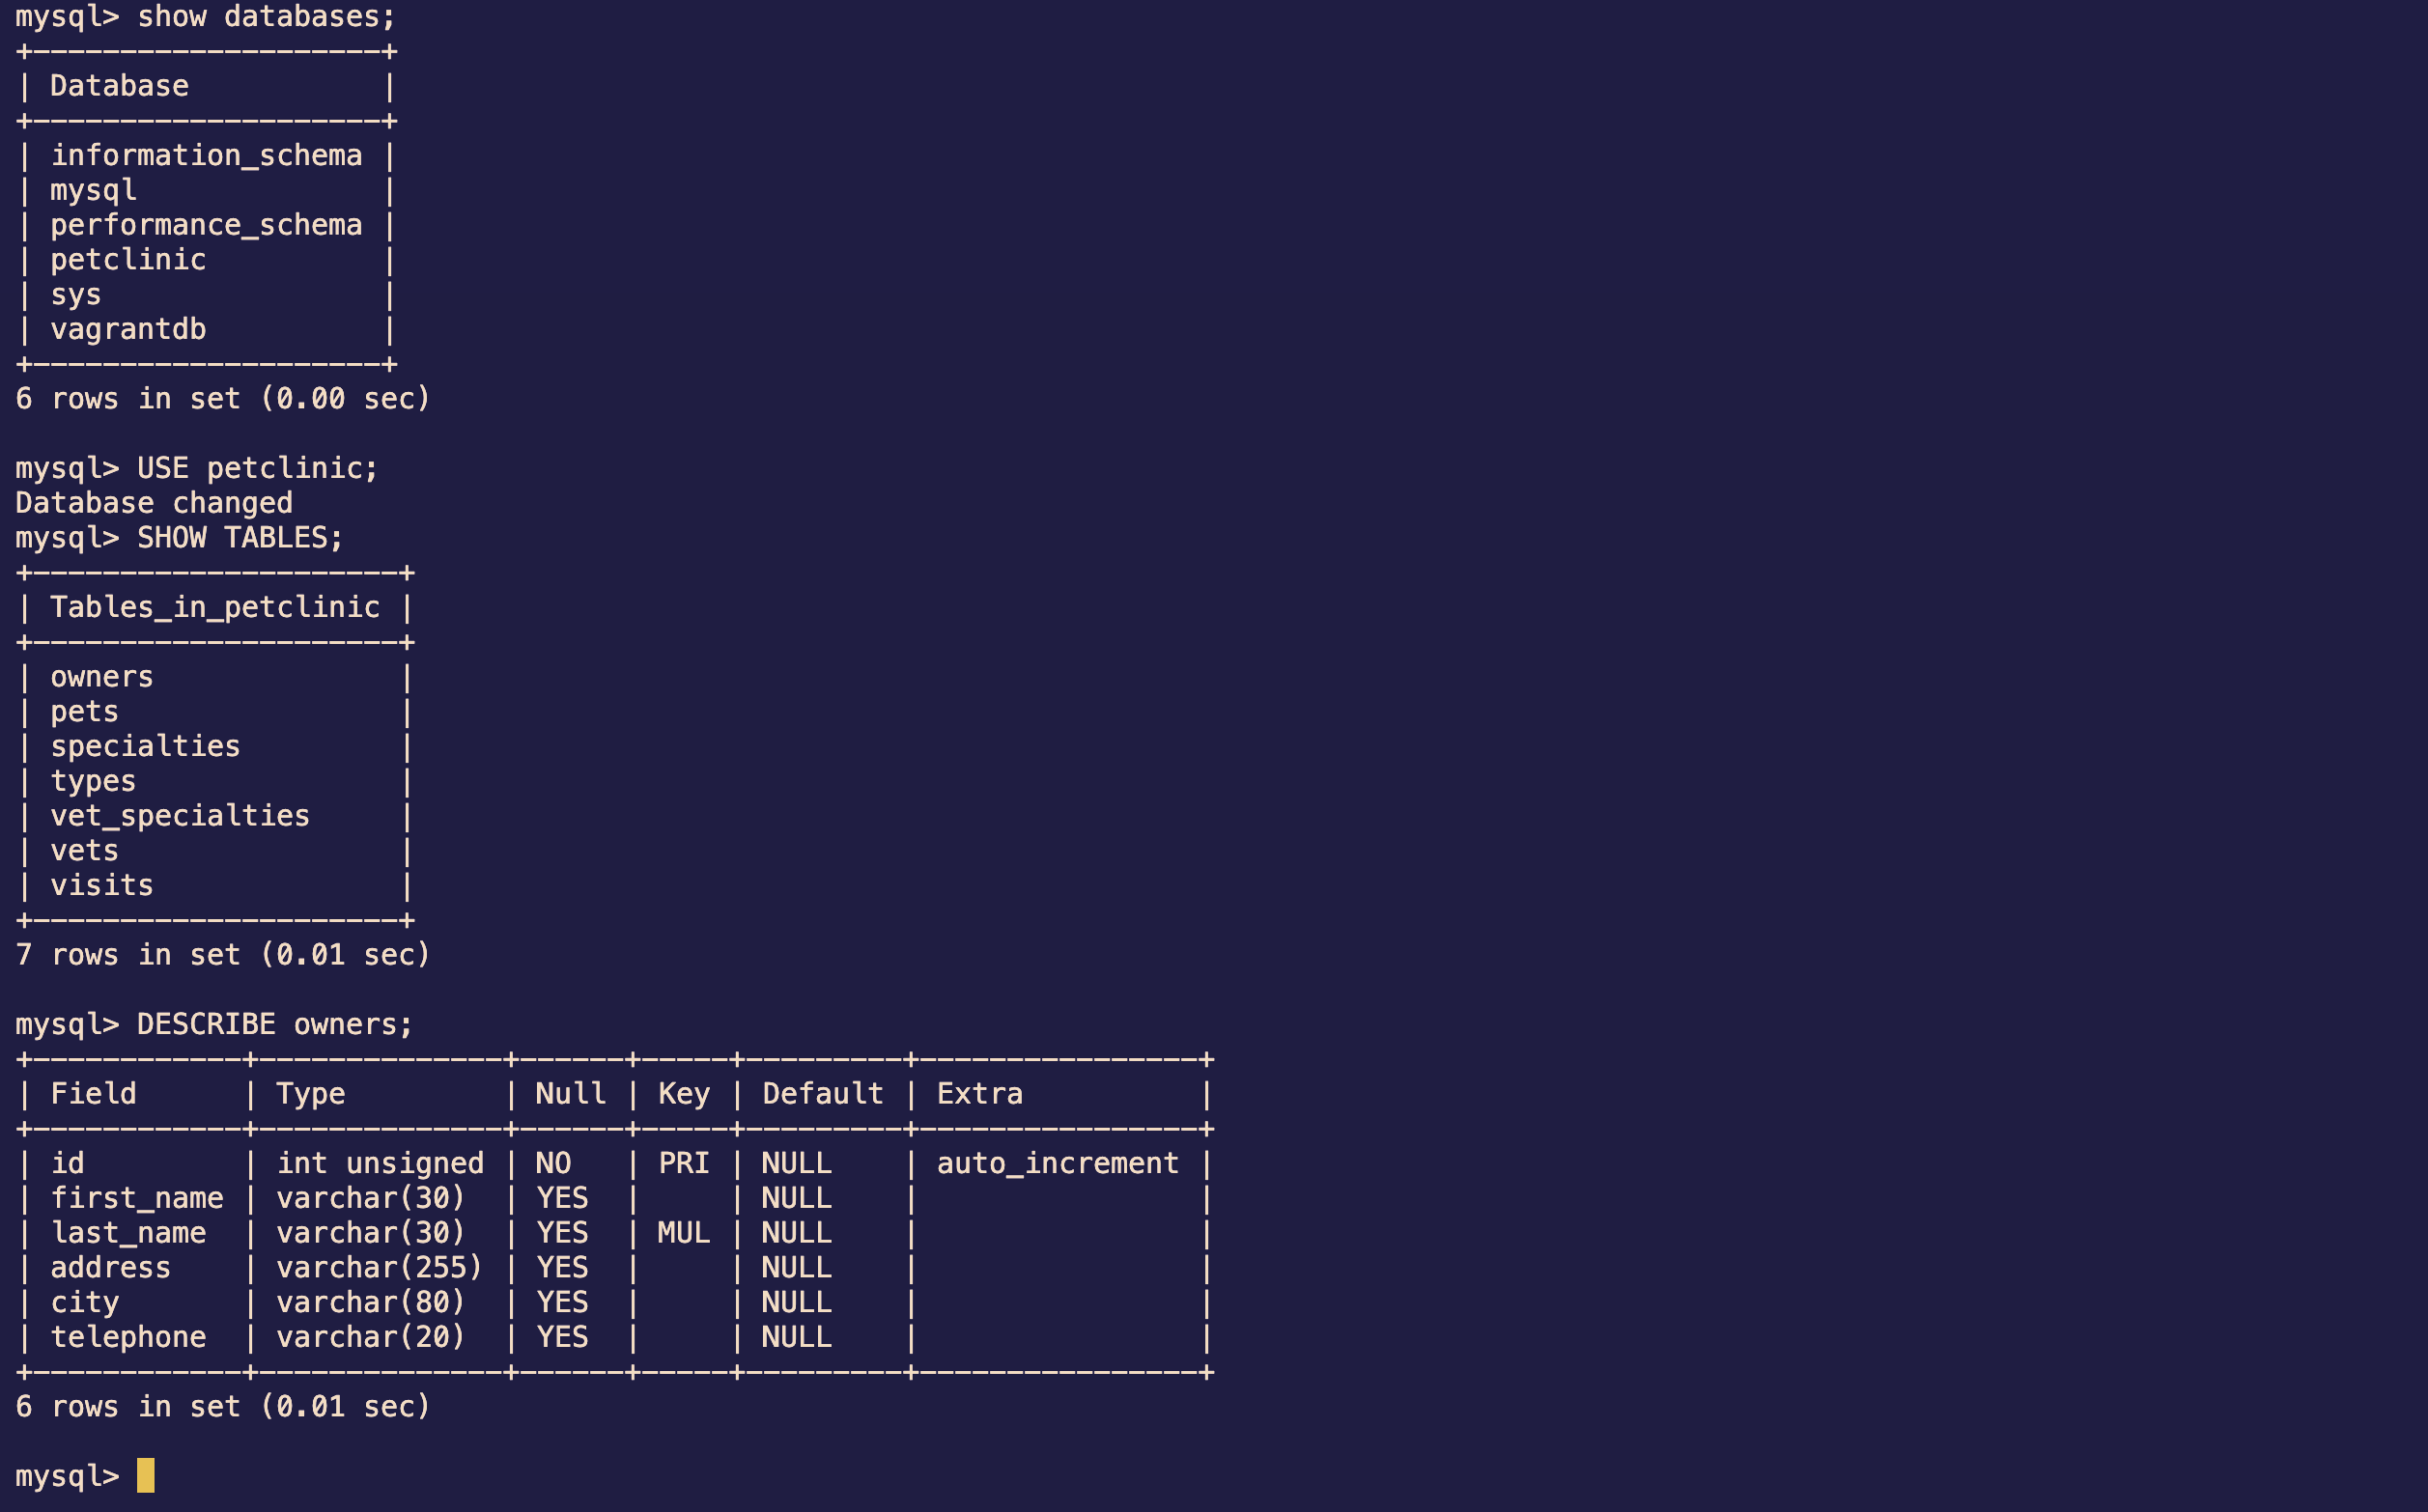 mysql> show databases;
+--------------------+
| Database           |
+--------------------+
| information_schema |
| mysql              |
| performance_schema |
| petclinic          |
| sys                |
| vagrantdb          |
+--------------------+
6 rows in set (0.00 sec)

mysql> USE petclinic;
Database changed
mysql> SHOW TABLES;
+---------------------+
| Tables_in_petclinic |
+---------------------+
| owners              |
| pets                |
| specialties         |
| types               |
| vet_specialties     |
| vets                |
| visits              |
+---------------------+
7 rows in set (0.01 sec)

mysql> DESCRIBE owners;
+------------+--------------+------+-----+---------+----------------+
| Field      | Type         | Null | Key | Default | Extra          |
+------------+--------------+------+-----+---------+----------------+
| id         | int unsigned | NO   | PRI | NULL    | auto_increment |
| first_name | varchar(30)  | YES  |     | NULL    |                |
| last_name  | varchar(30)  | YES  | MUL | NULL    |                |
| address    | varchar(255) | YES  |     | NULL    |                |
| city       | varchar(80)  | YES  |     | NULL    |                |
| telephone  | varchar(20)  | YES  |     | NULL    |                |
+------------+--------------+------+-----+---------+----------------+
6 rows in set (0.01 sec)

mysql>